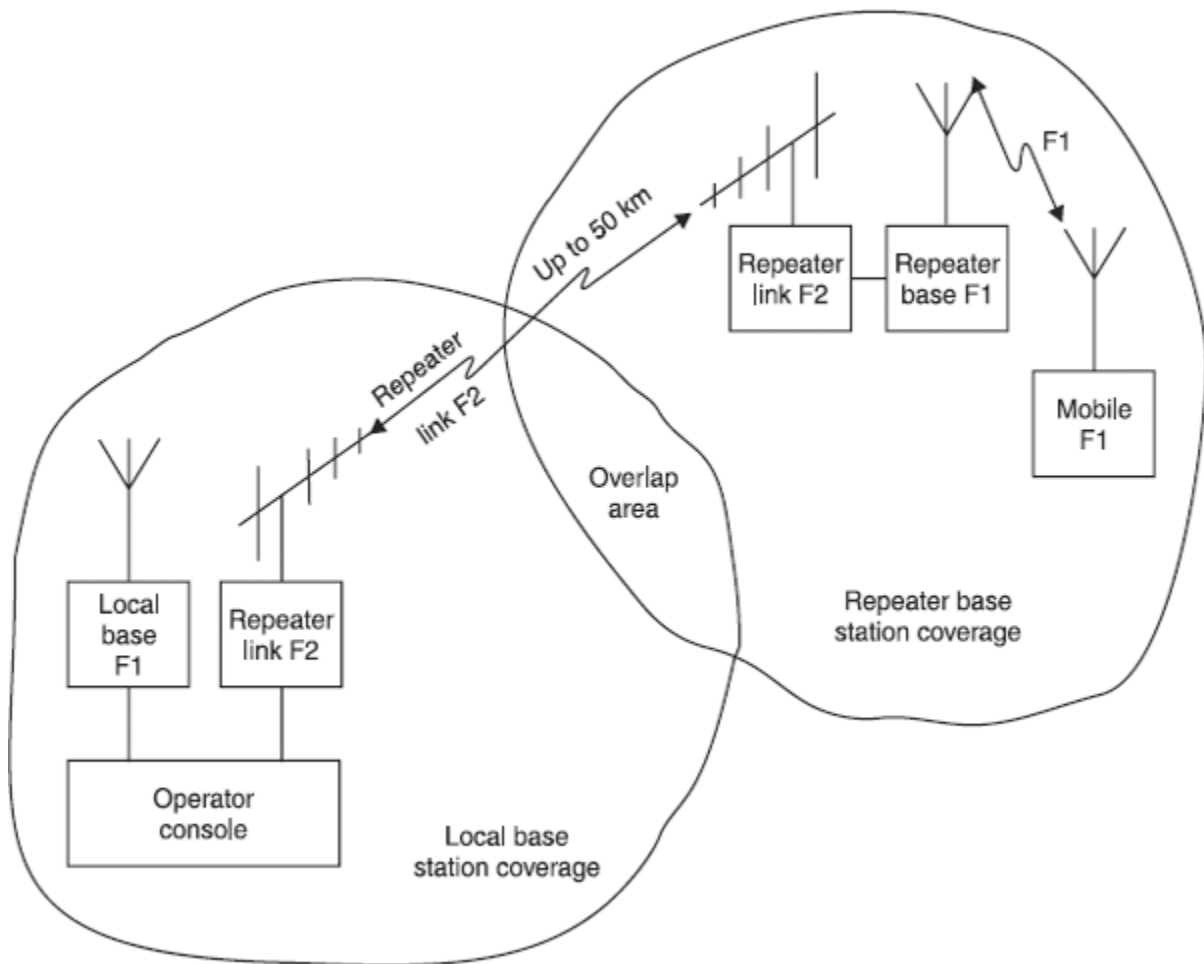 F1
Up to 50 km
Repeater
link F2
Repeater
base F1
Repeater
link F2
Mobile
F1
Overlap
area
Local
base
F1
Repeater
link F2
Repeater base
station coverage
Operator
console
Local base
station coverage